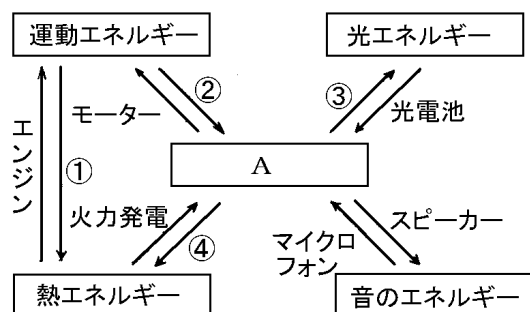 運動エネルギー
光エネルギー
②
③
モーター
光電池
エンジン
①
A
火力発電
スピーカー
④
マイクロ
フォン
熱エネルギー
音のエネルギー